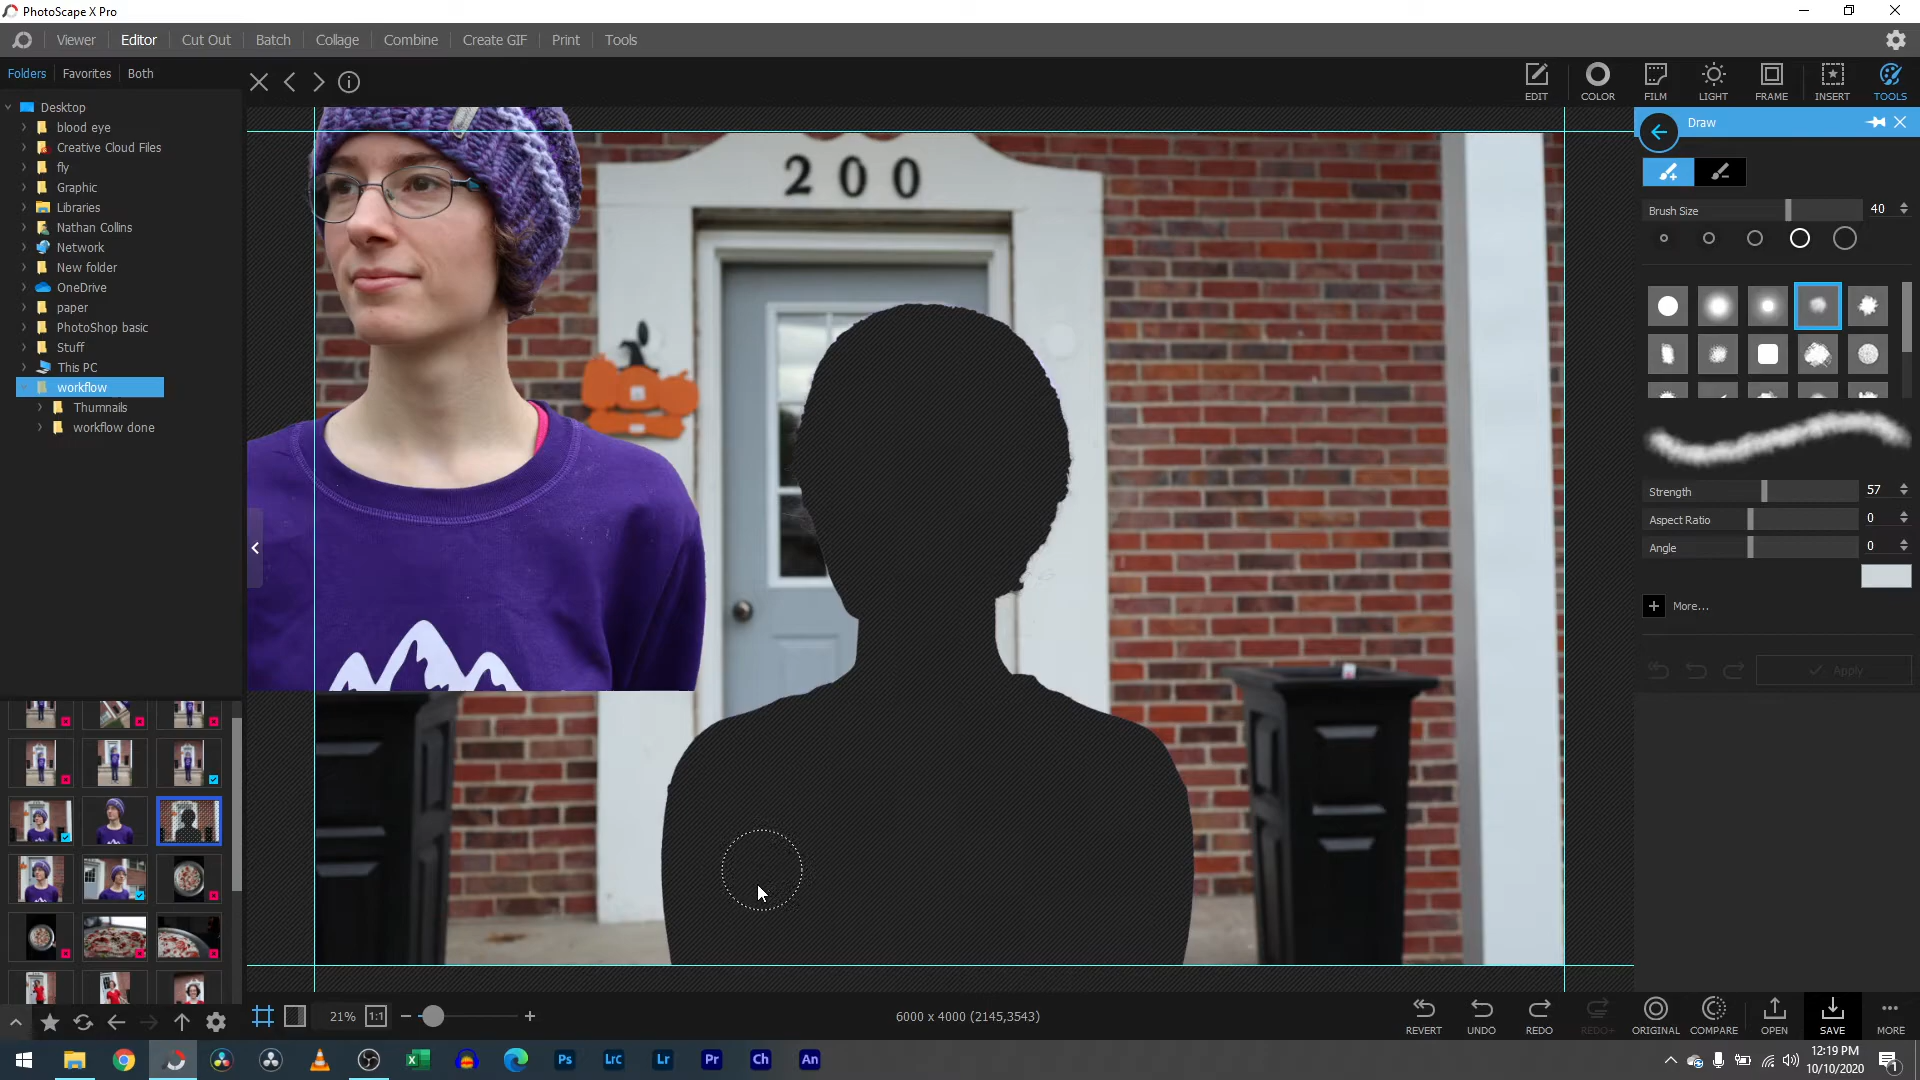 PhotoScape X Pro
Viewer Editor Cut Out Batch Collage Combine Create GIF Print Tools
Folders Favorites Both
EDIT COLOR FILM LIGHT FRAME INSERT TOOLS
Desktop
blood eye
Creative Cloud Files
fly
Graphic
Libraries
Nathan Collins
Network
New folder
OneDrive
paper
PhotoShop basic
Stuff
This PC
workflow
Thumnails
workflow done
200
Draw
Brush Size 40
Strength 57
Aspect Ratio 0
Angle 0
More...
Apply
21% 1:1
6000 x 4000 (2145,3543)
REVERT UNDO REDO REDO+ ORIGINAL COMPARE OPEN SAVE MORE
Ps LrC Lr Pr Ch An
12:19 PM
10/10/2020
1